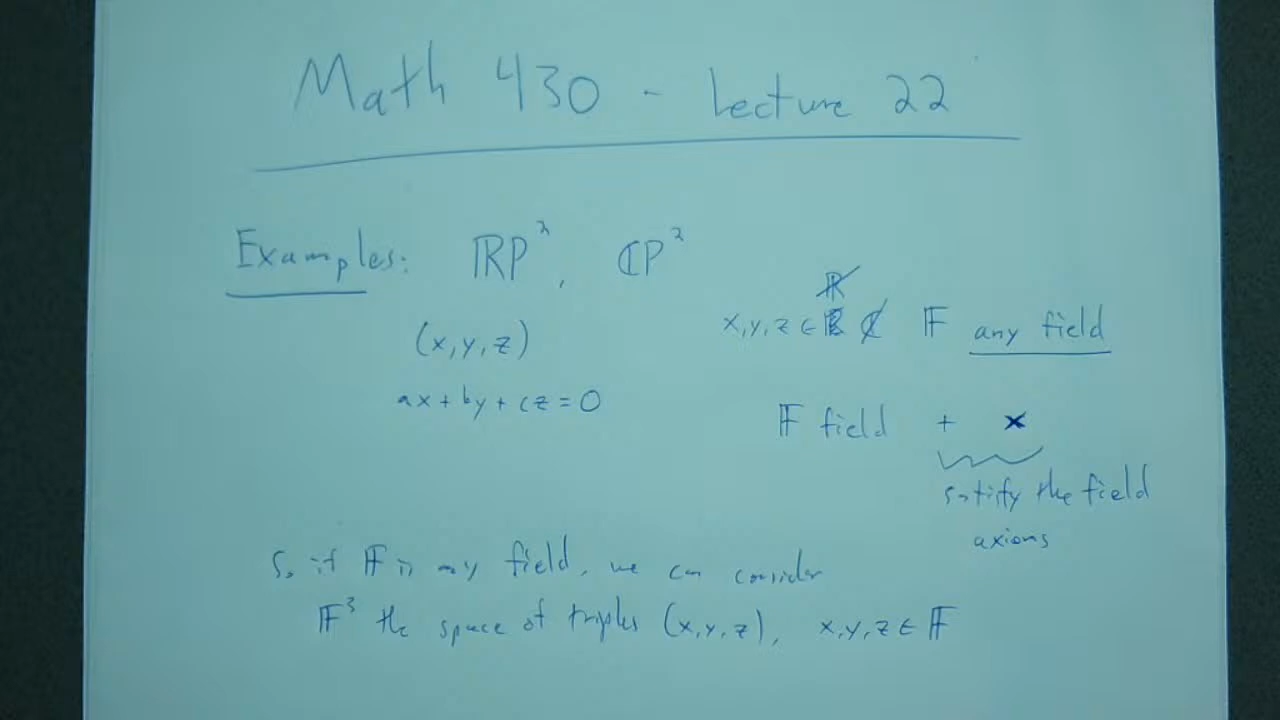 Math 430 - Lecture 22
Examples: ℝP², ℂP²
(x, y, z)
ax + by + cz = 0
ℝ
x, y, z ∈ ℂ 𝔽 any field
𝔽 field + ×
satisfy the field
axioms
So if 𝔽 is any field, we can consider
𝔽³ the space of triples (x, y, z), x, y, z ∈ 𝔽